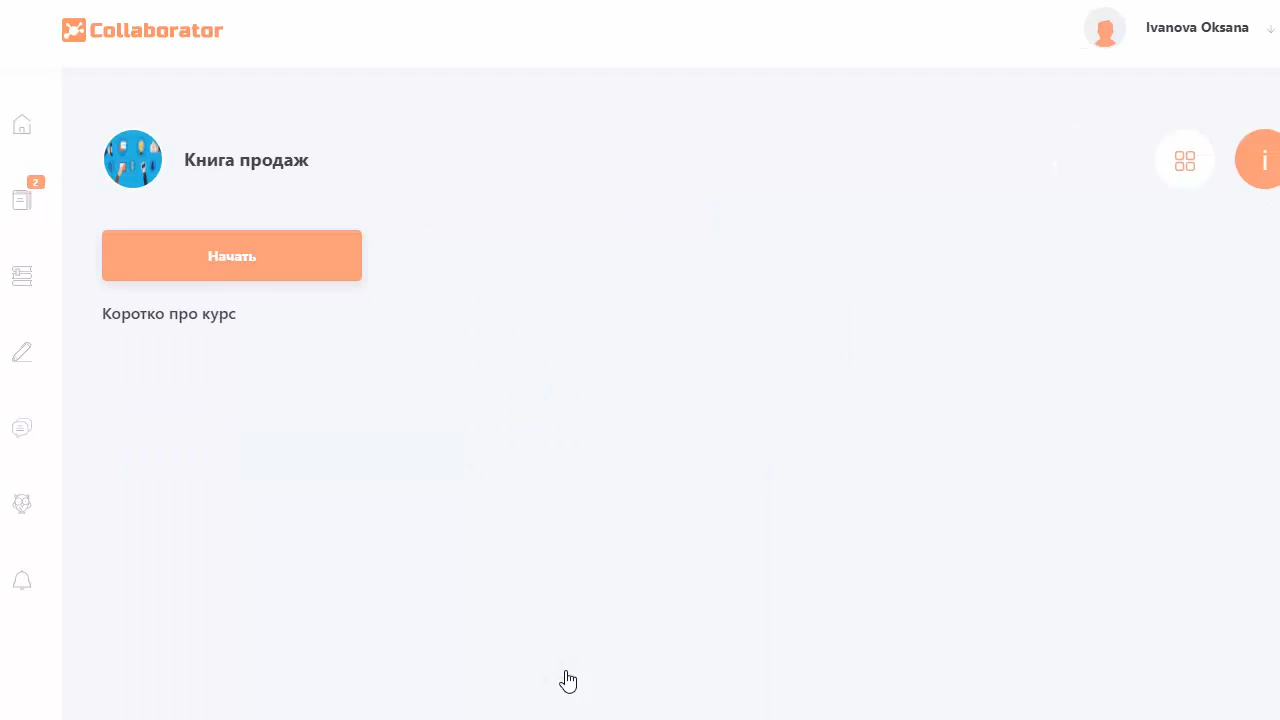 Collaborator
Ivanova Oksana
2
Книга продаж
i
Начать
Коротко про курс